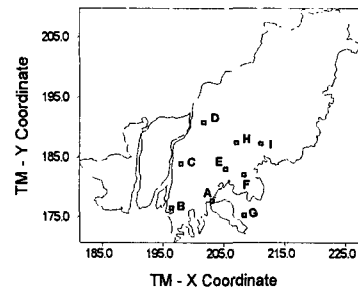 TM - Y Coordinate
205.0
195.0
185.0
175.0
D
H
I
C
E
F
A
B
G
185.0 195.0 205.0 215.0 225.0
TM - X Coordinate